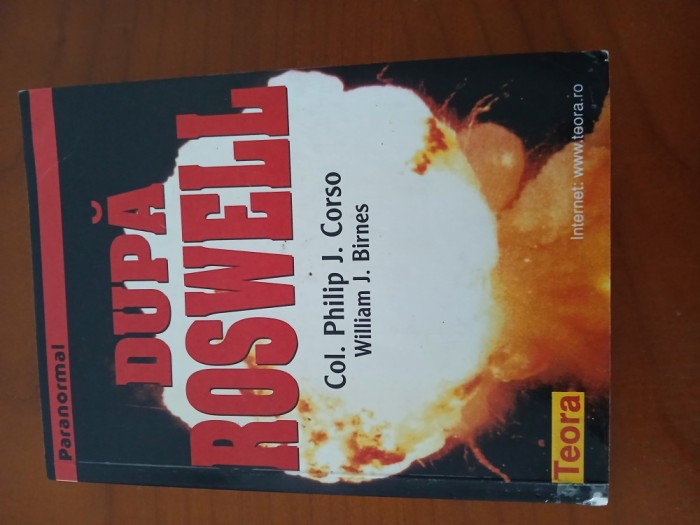 Paranormal
DUPĂ
ROSWELL
Col. Philip J. Corso
William J. Birnes
Teora
Internet: www.teora.ro